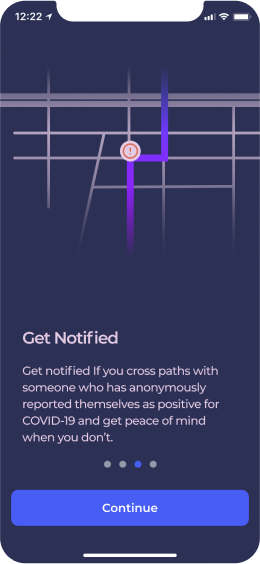 12:22
Get Notified
Get notified If you cross paths with
someone who has anonymously
reported themselves as positive for
COVID-19 and get peace of mind
when you don’t.
Continue